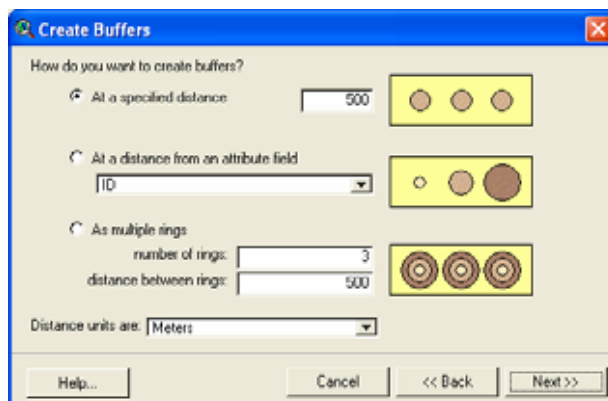 Create Buffers
How do you want to create buffers?
At a specified distance 500
At a distance from an attribute field
ID
As multiple rings
number of rings: 3
distance between rings: 500
Distance units are: Meters
Help... Cancel << Back Next >>